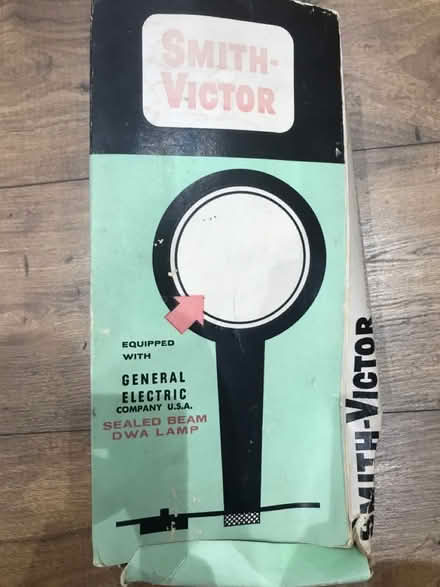 SMITH-
VICTOR
EQUIPPED
WITH
GENERAL
ELECTRIC
COMPANY U.S.A.
SEALED BEAM
DWA LAMP
SMITH-VICTOR